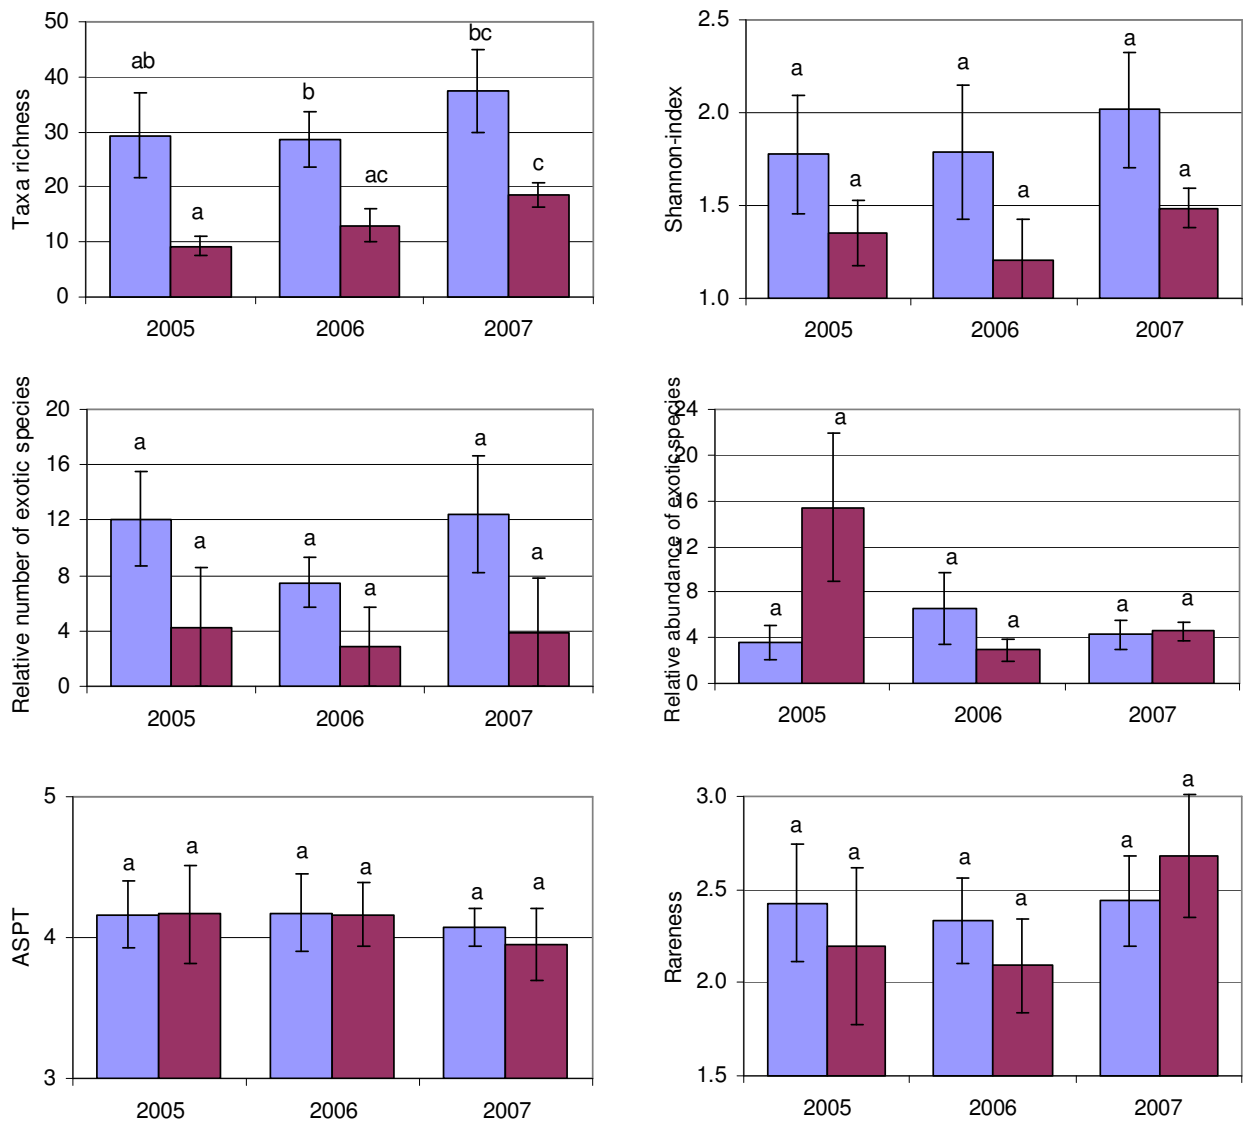 Taxa richness
50
40
30
20
10
0
ab
a
b
ac
bc
c
2005
2006
2007
Shannon-index
2.5
2.0
1.5
1.0
a
a
a
a
a
a
2005
2006
2007
Relative number of exotic species
20
16
12
8
4
0
a
a
a
a
a
a
2005
2006
2007
Relative abundance of exotic species
24
20
16
12
8
4
0
a
a
a
a
a
a
2005
2006
2007
ASPT
5
4
3
a
a
a
a
a
a
2005
2006
2007
Rareness
3.0
2.5
2.0
1.5
a
a
a
a
a
a
2005
2006
2007